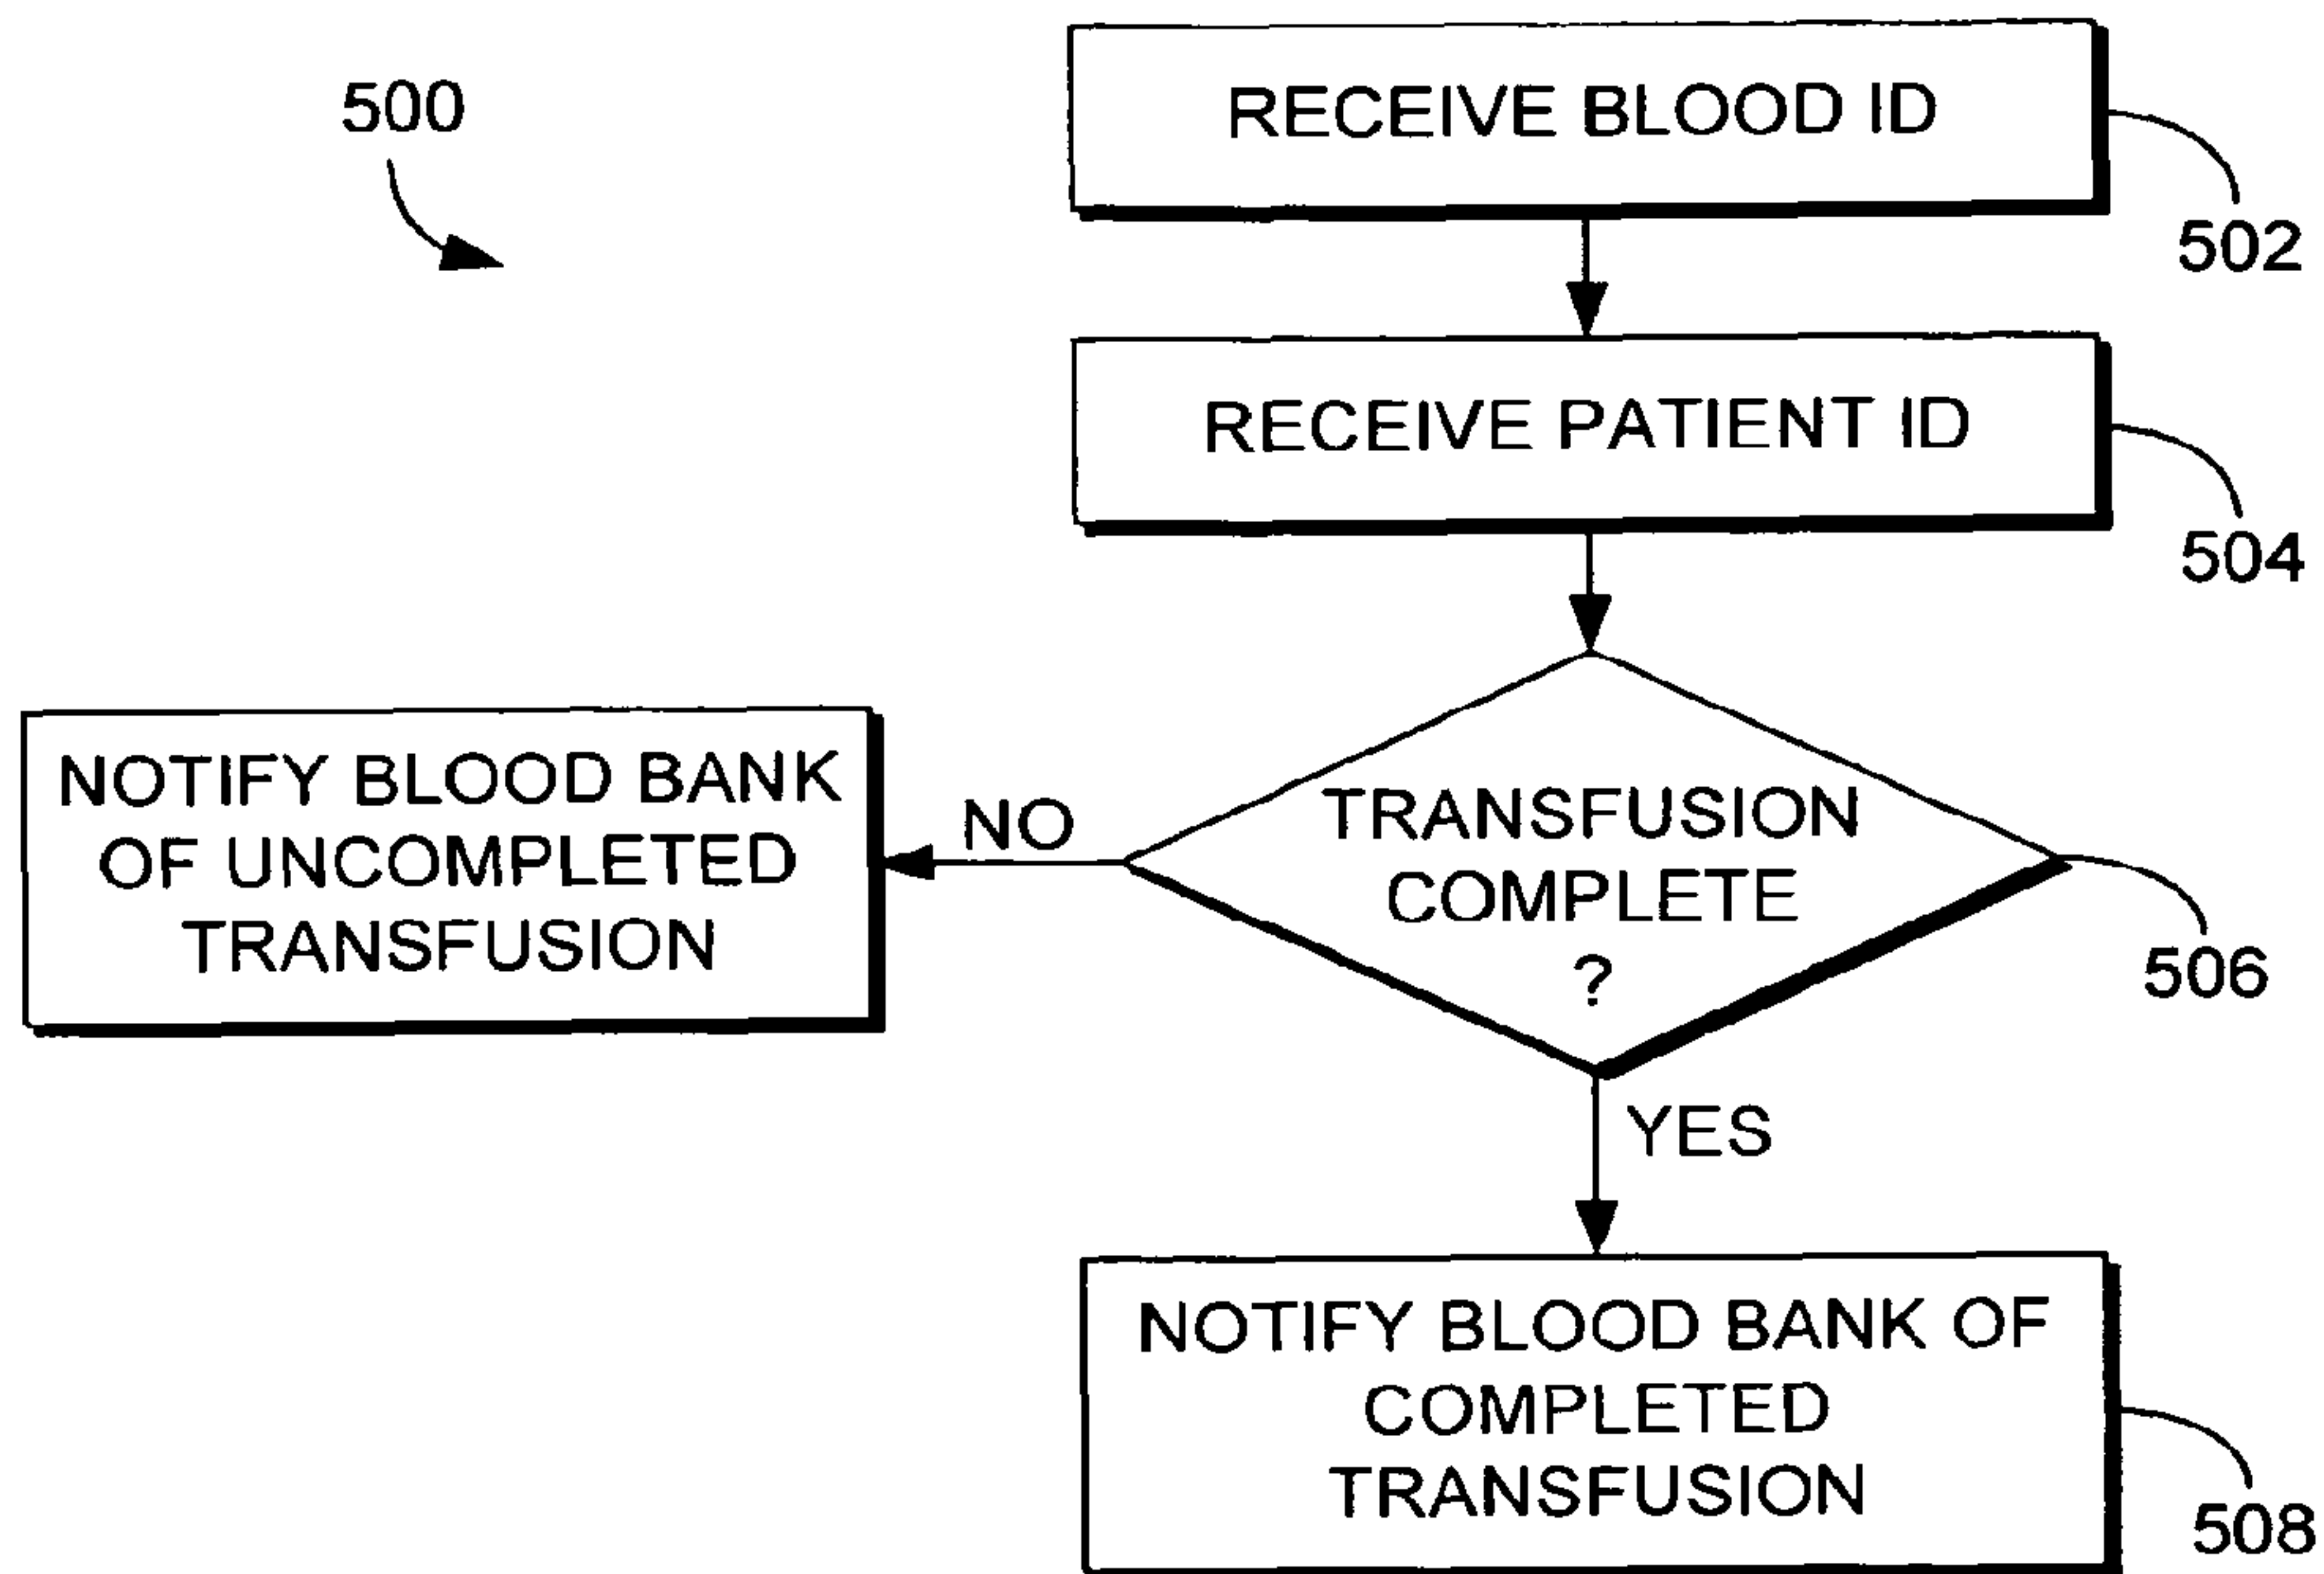 500
RECEIVE BLOOD ID
502
RECEIVE PATIENT ID
504
TRANSFUSION
COMPLETE
?
506
NO
NOTIFY BLOOD BANK
OF UNCOMPLETED
TRANSFUSION
YES
NOTIFY BLOOD BANK OF
COMPLETED
TRANSFUSION
508